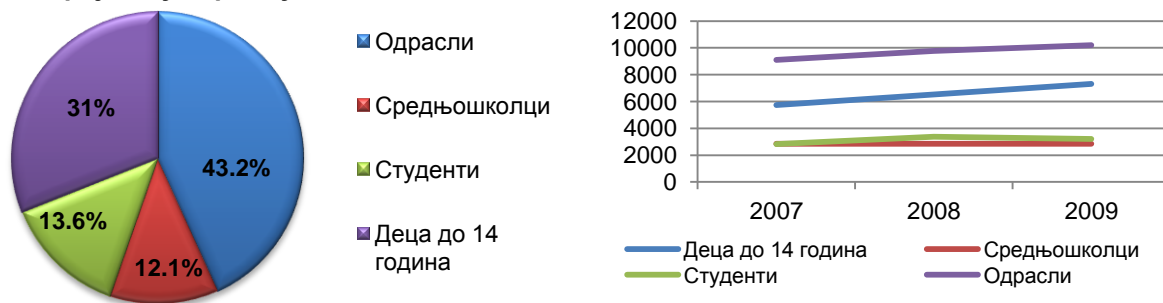 Одрасли
Средњошколци
Студенти
Деца до 14
година
31%
43.2%
13.6%
12.1%
12000
10000
8000
6000
4000
2000
0
2007 2008 2009
Деца до 14 година Средњошколци
Студенти Одрасли